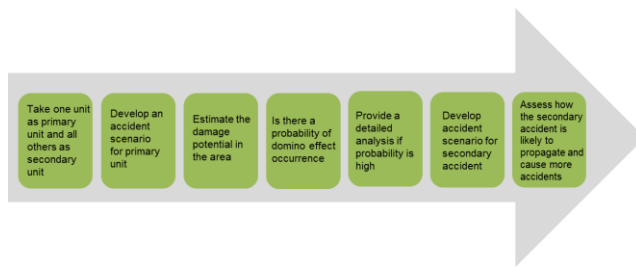 Take one unit
as primary
unit and all
others as
secondary
unit
Develop an
accident
scenario
for primary
unit
Estimate the
damage
potential in
the area
Is there a
probability of
domino effect
occurrence
Provide a
detailed
analysis if
probability is
high
Develop
accident
scenario for
secondary
accident
Assess how
the secondary
accident is
likely to
propagate and
cause more
accidents